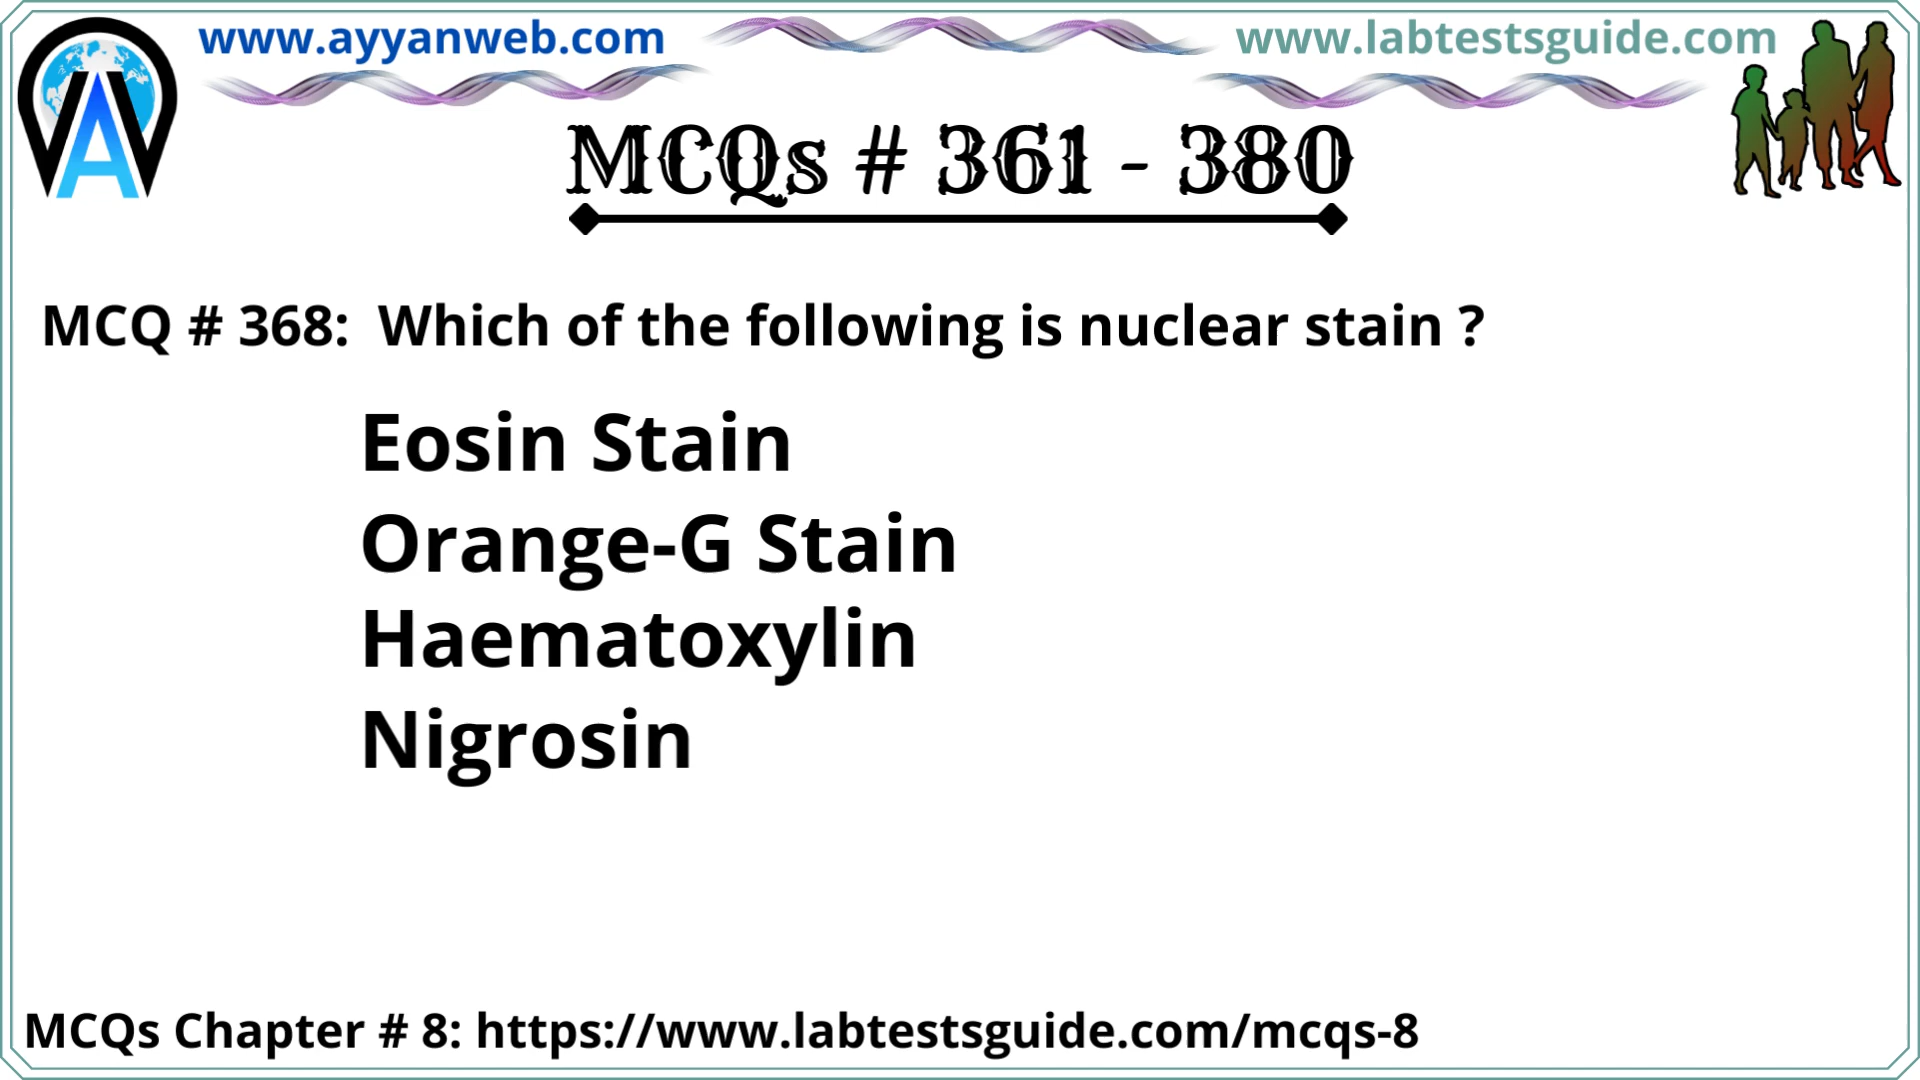 www.ayyanweb.com
www.labtestsguide.com
MCQs # 361 - 380
MCQ # 368: Which of the following is nuclear stain ?
Eosin Stain
Orange-G Stain
Haematoxylin
Nigrosin
MCQs Chapter # 8: https://www.labtestsguide.com/mcqs-8